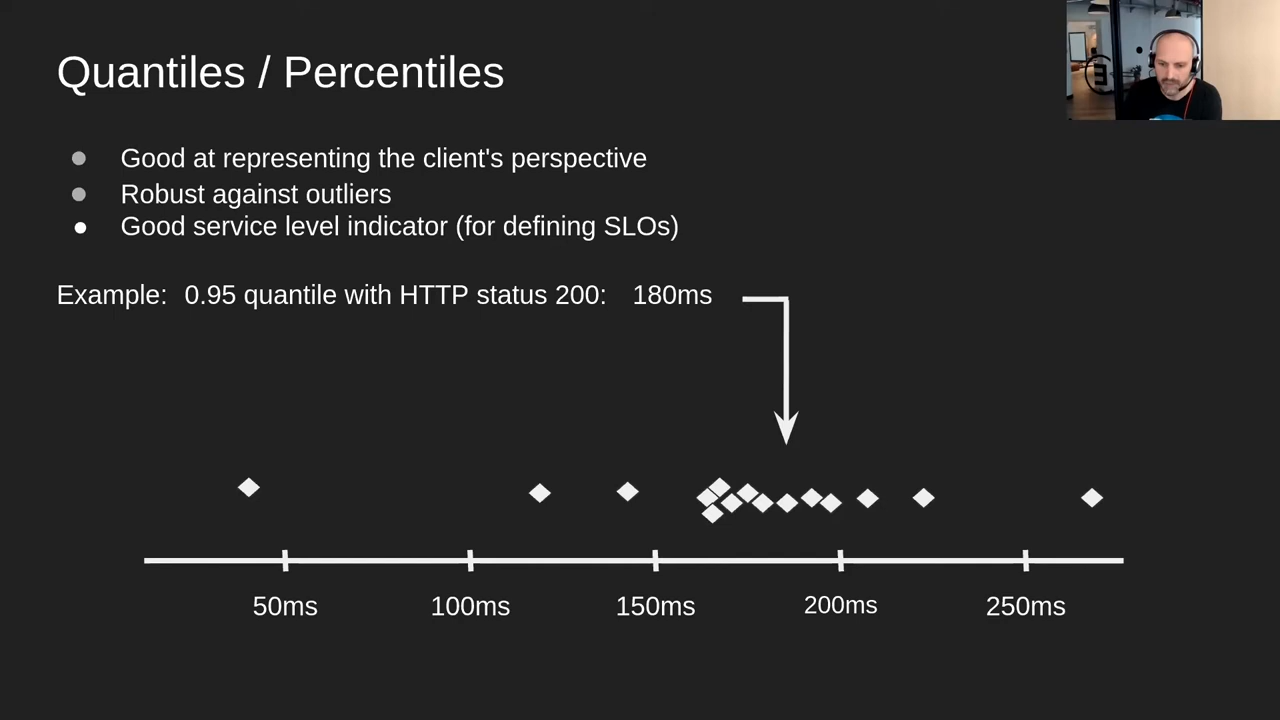 Quantiles / Percentiles
Good at representing the client's perspective
Robust against outliers
Good service level indicator (for defining SLOs)
Example: 0.95 quantile with HTTP status 200: 180ms
50ms 100ms 150ms 200ms 250ms